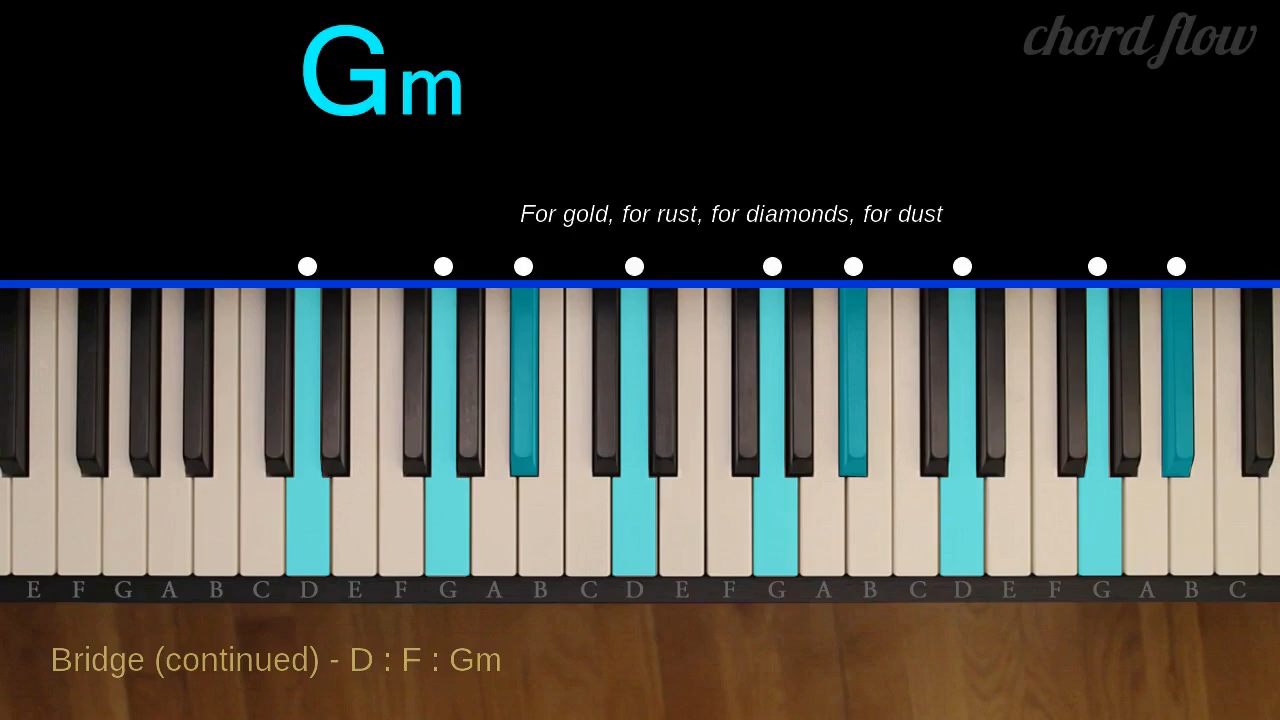 chord flow
Gm
For gold, for rust, for diamonds, for dust
E F G A B C D E F G A B C D E F G A B C D E F G A B C
Bridge (continued) - D : F : Gm